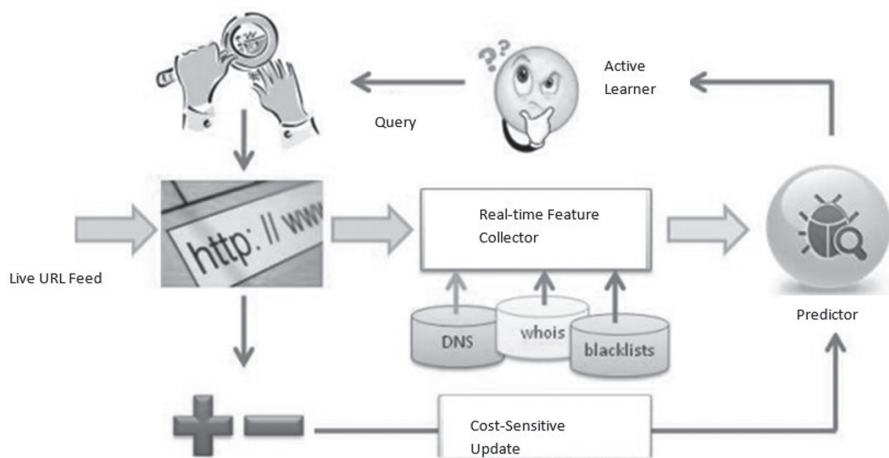 Active
Learner
Query
http: // www
Real-time Feature
Collector
Live URL Feed
DNS
whois
blacklists
Predictor
Cost-Sensitive
Update